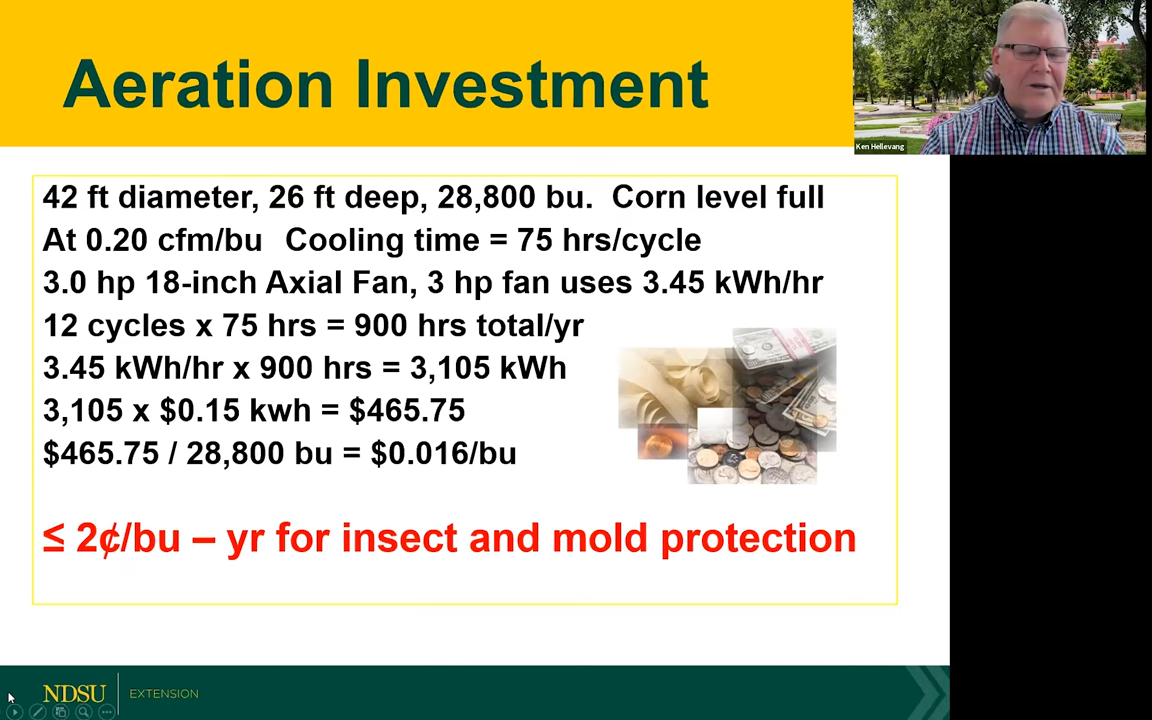 Aeration Investment
Ken Hellevang
42 ft diameter, 26 ft deep, 28,800 bu. Corn level full
At 0.20 cfm/bu Cooling time = 75 hrs/cycle
3.0 hp 18-inch Axial Fan, 3 hp fan uses 3.45 kWh/hr
12 cycles x 75 hrs = 900 hrs total/yr
3.45 kWh/hr x 900 hrs = 3,105 kWh
3,105 x $0.15 kwh = $465.75
$465.75 / 28,800 bu = $0.016/bu
≤ 2¢/bu – yr for insect and mold protection
NDSU EXTENSION